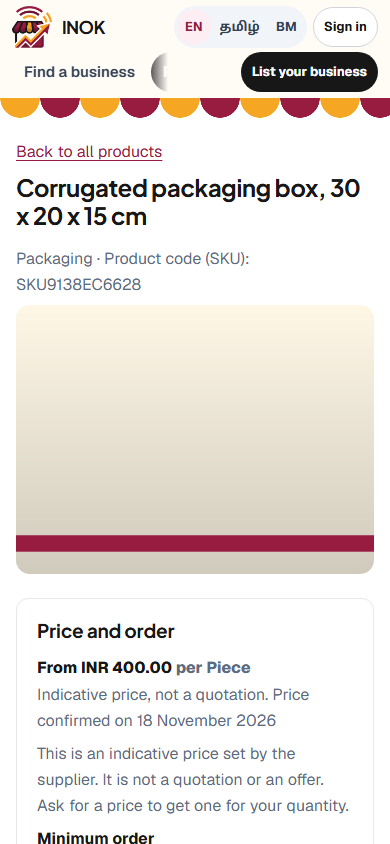 INOK
EN தமிழ் BM
Sign in
Find a business
List your business
Back to all products
Corrugated packaging box, 30
x 20 x 15 cm
Packaging · Product code (SKU):
SKU9138EC6628
Price and order
From INR 400.00 per Piece
Indicative price, not a quotation. Price
confirmed on 18 November 2026
This is an indicative price set by the
supplier. It is not a quotation or an offer.
Ask for a price to get one for your quantity.
Minimum order